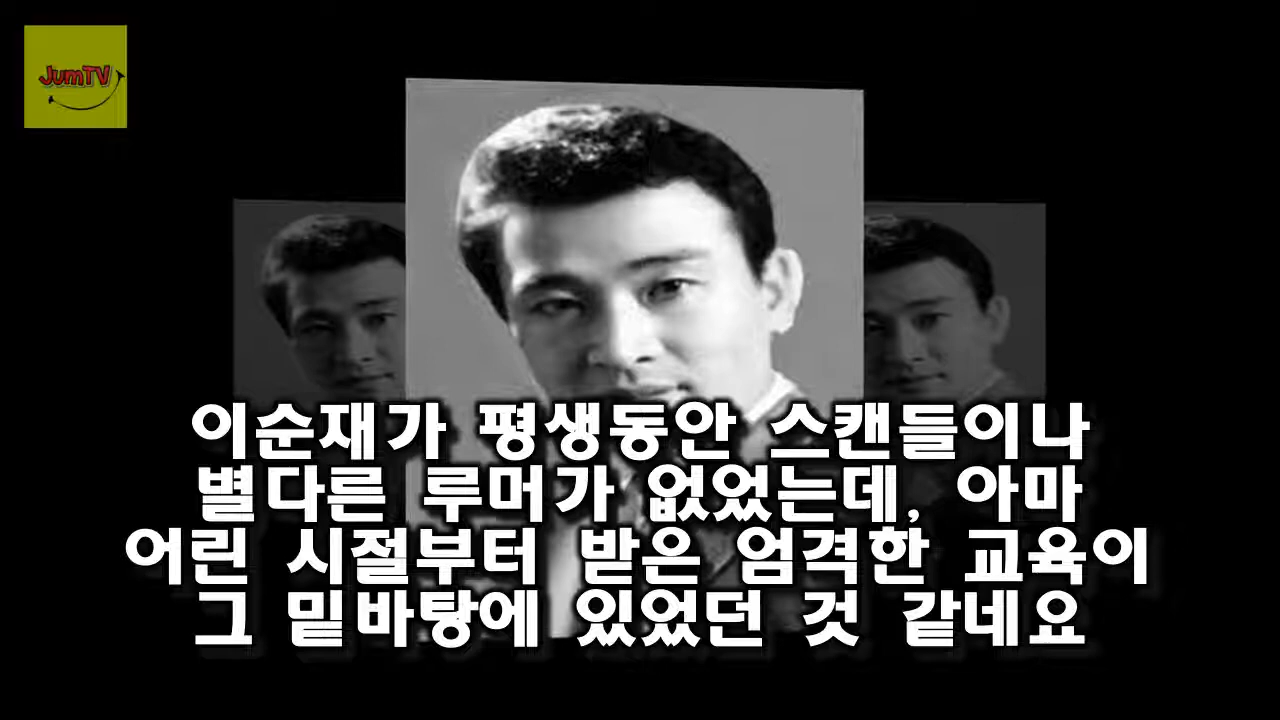 JumTV
이순재가 평생동안 스캔들이나
별다른 루머가 없었는데, 아마
어린 시절부터 받은 엄격한 교육이
그 밑바탕에 있었던 것 같네요